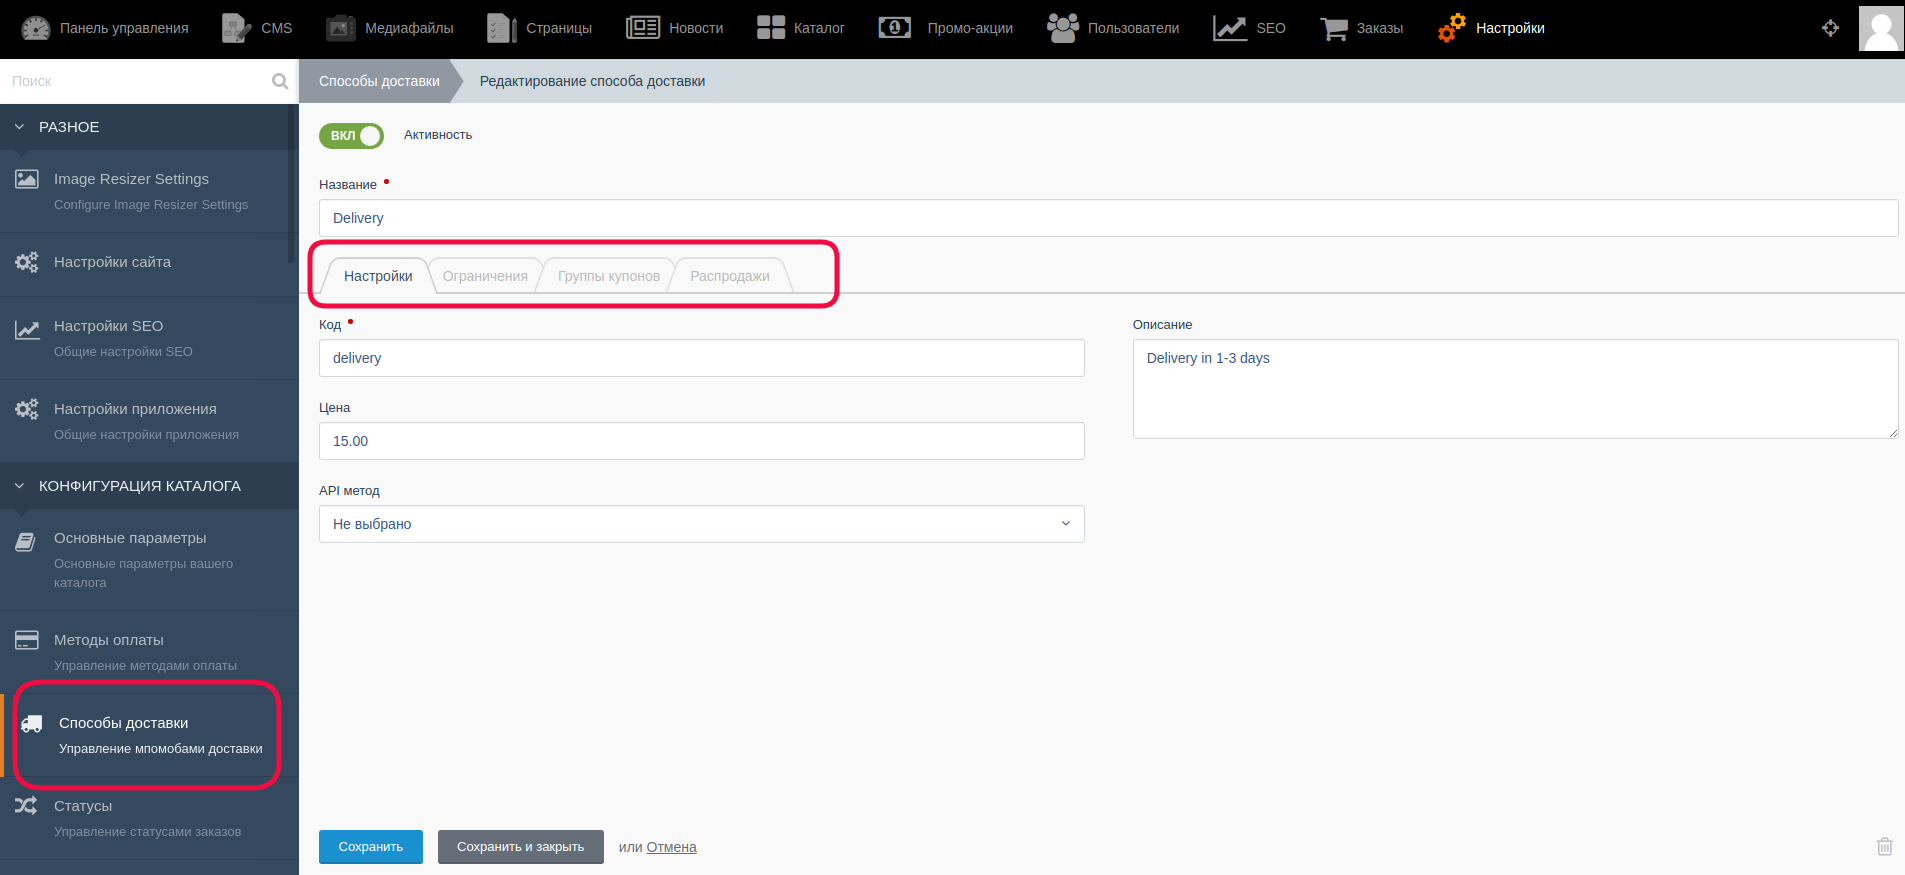 Панель управления
CMS
Медиафайлы
Страницы
Новости
Каталог
Промо-акции
Пользователи
SEO
Заказы
Настройки
Поиск
РАЗНОЕ
Image Resizer Settings
Configure Image Resizer Settings
Настройки сайта
Настройки SEO
Общие настройки SEO
Настройки приложения
Общие настройки приложения
КОНФИГУРАЦИЯ КАТАЛОГА
Основные параметры
Основные параметры вашего
каталога
Методы оплаты
Управление методами оплаты
Способы доставки
Управление мпомобами доставки
Статусы
Управление статусами заказов
Способы доставки
Редактирование способа доставки
ВКЛ
Активность
Название
Delivery
Настройки
Ограничения
Группы купонов
Распродажи
Код
delivery
Цена
15.00
API метод
Не выбрано
Описание
Delivery in 1-3 days
Сохранить
Сохранить и закрыть
или Отмена